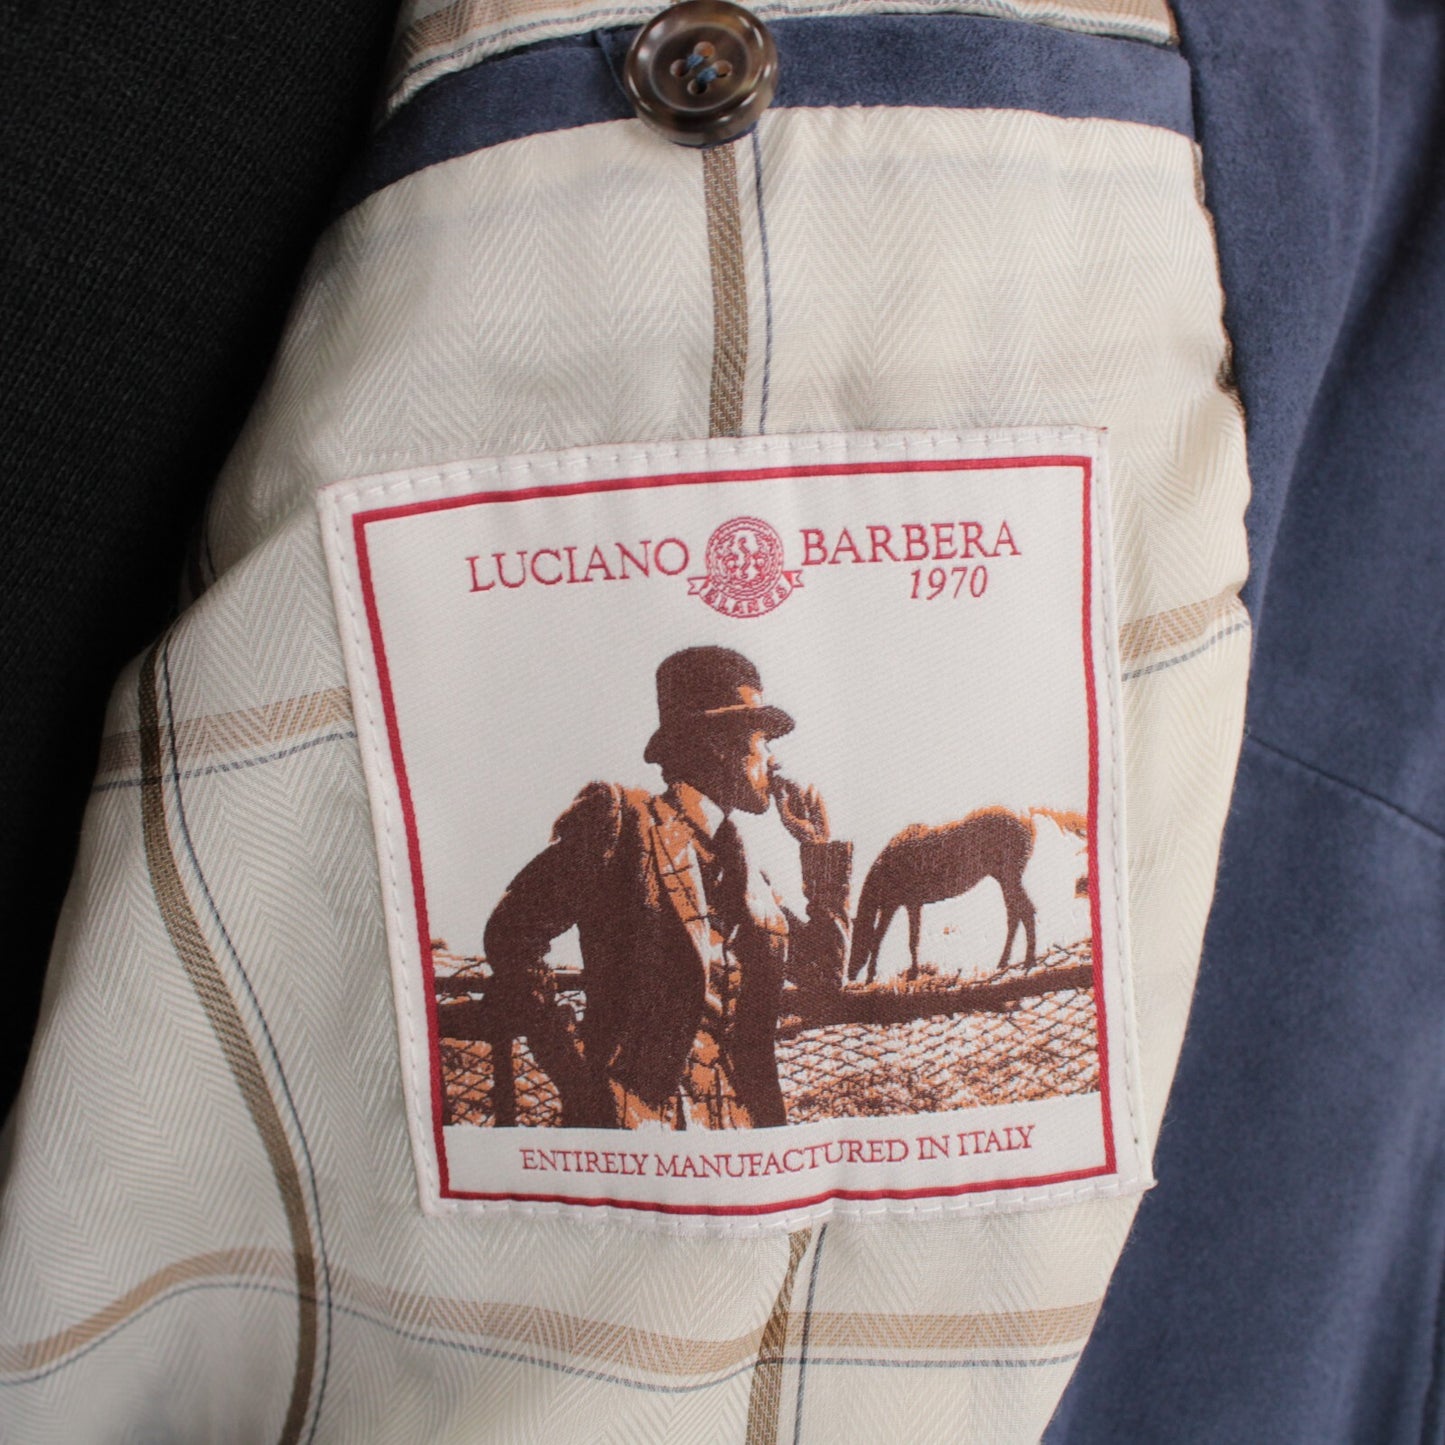 LUCIANO BARBERA
1970
ENTIRELY MANUFACTURED IN ITALY